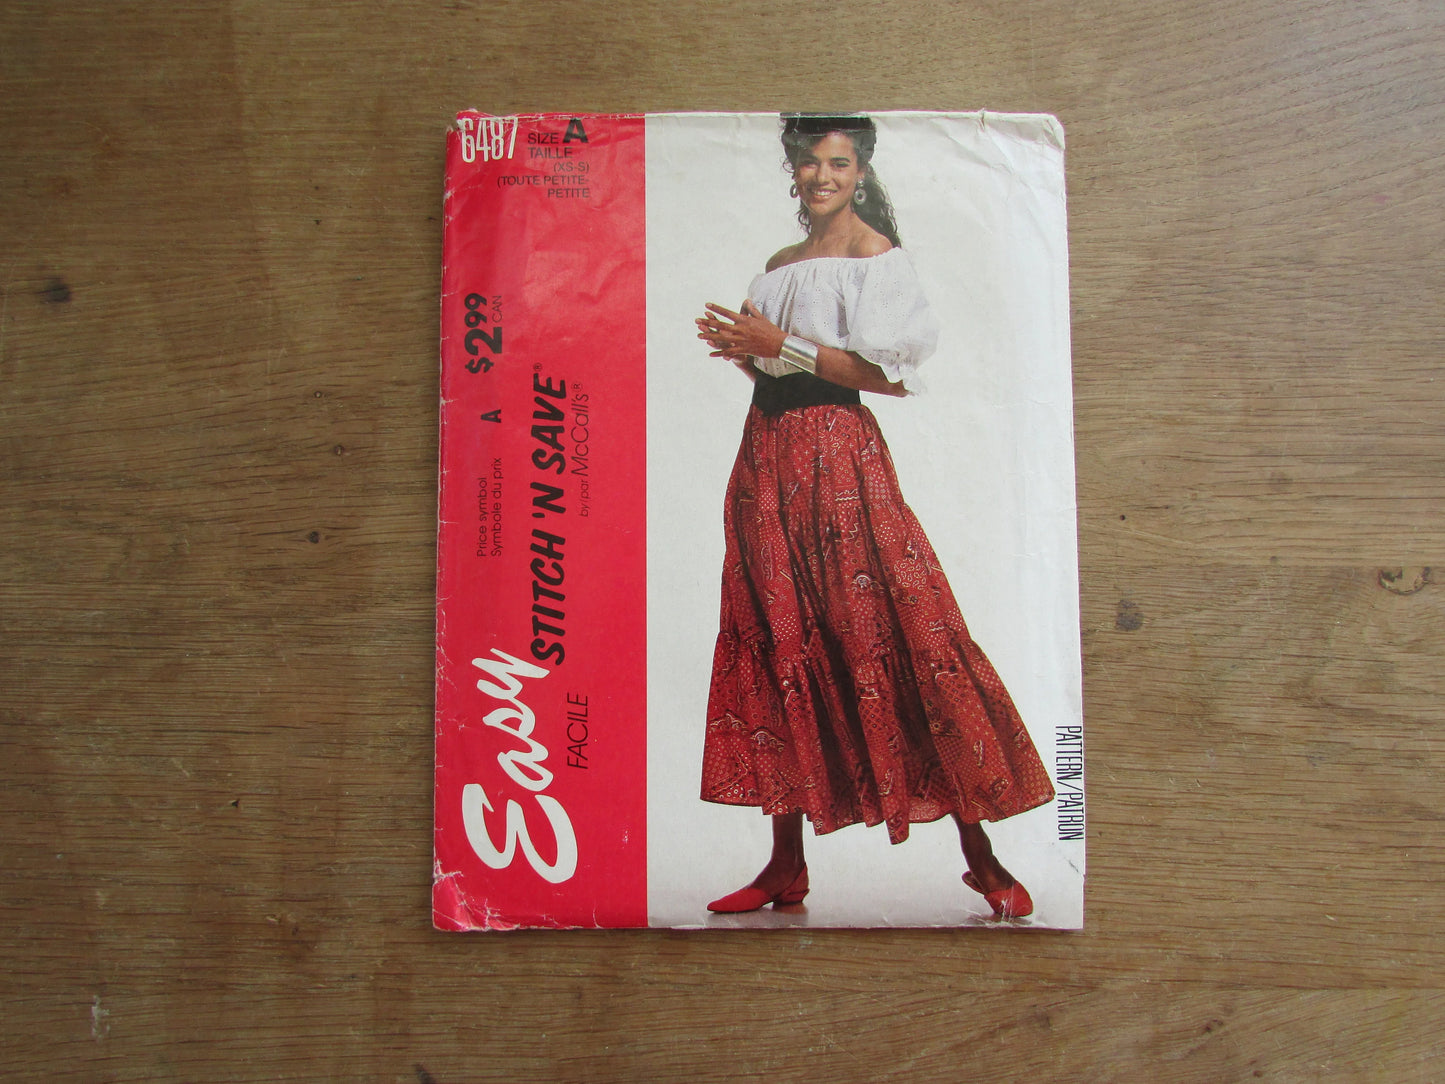 6487
SIZE A
TAILLE
(XS-S)
(TOUTE PETITE-
PETITE
$2.99
CAN
Price symbol A
Symbole du prix
Easy
STITCH 'N SAVE®
by/par McCall's®
FACILE
PATTERN/PATRON